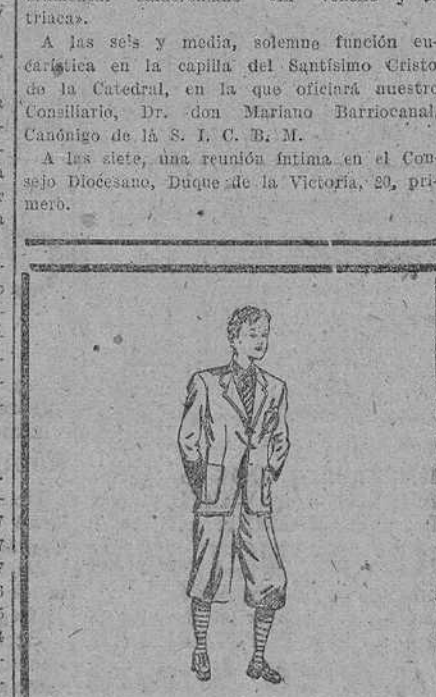 triaca».
A las seis y media, solemne función eu-
carística en la capilla del Santísimo Cristo
de la Catedral, en la que oficiará nuestro
Consiliario, Dr. don Mariano Barriocanal,
Canónigo de la S. I. C. B. M.
A las siete, una reunión íntima en el Con-
sejo Diocesano, Duque de la Victoria, 20, pri-
mero.